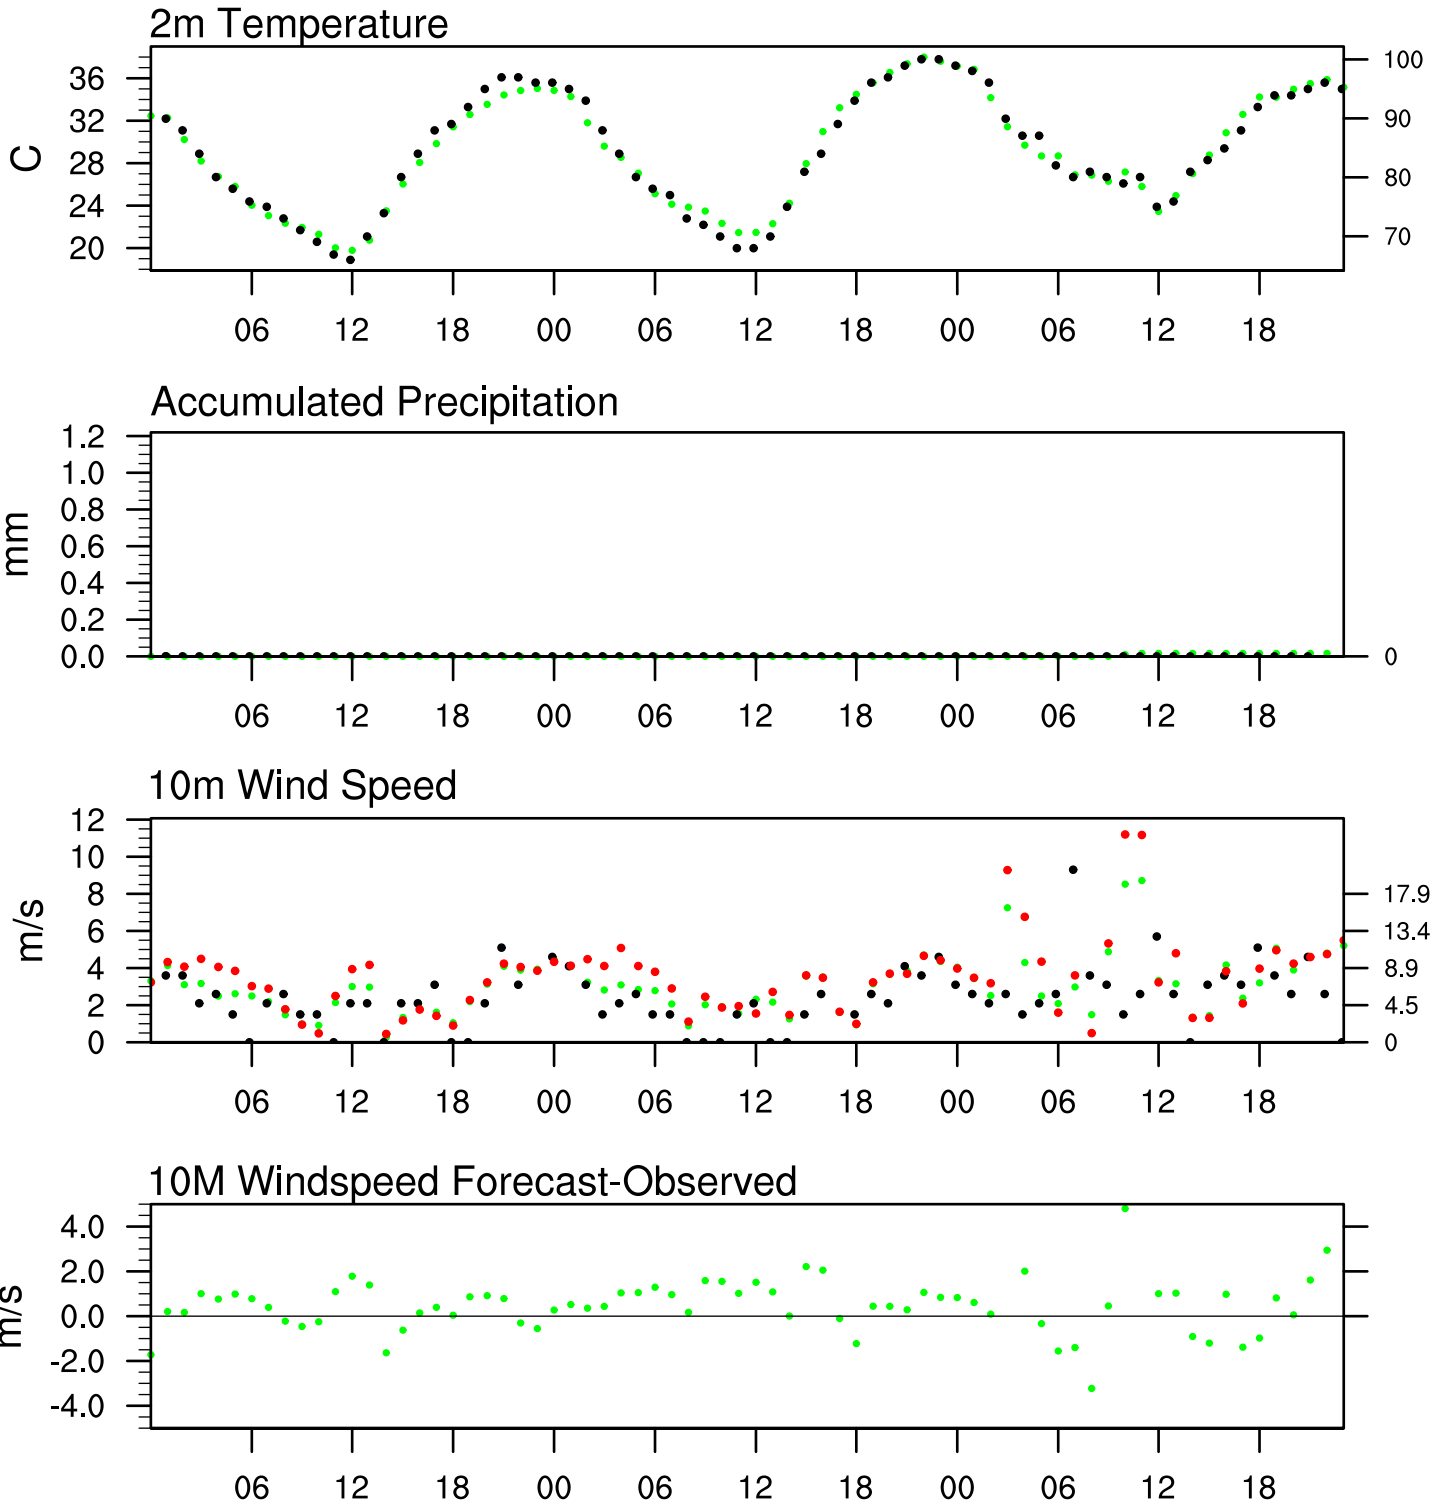 2m Temperature
36 100
32 90
C
28 80
24
20 70
06 12 18 00 06 12 18 00 06 12 18
Accumulated Precipitation
1.2
1.0
0.8
mm
0.6
0.4
0.2
0.0 0
06 12 18 00 06 12 18 00 06 12 18
10m Wind Speed
12
10
8 17.9
m/s
6 13.4
4 8.9
2 4.5
0 0
06 12 18 00 06 12 18 00 06 12 18
10M Windspeed Forecast-Observed
4.0
2.0
m/s
0.0
-2.0
-4.0
06 12 18 00 06 12 18 00 06 12 18